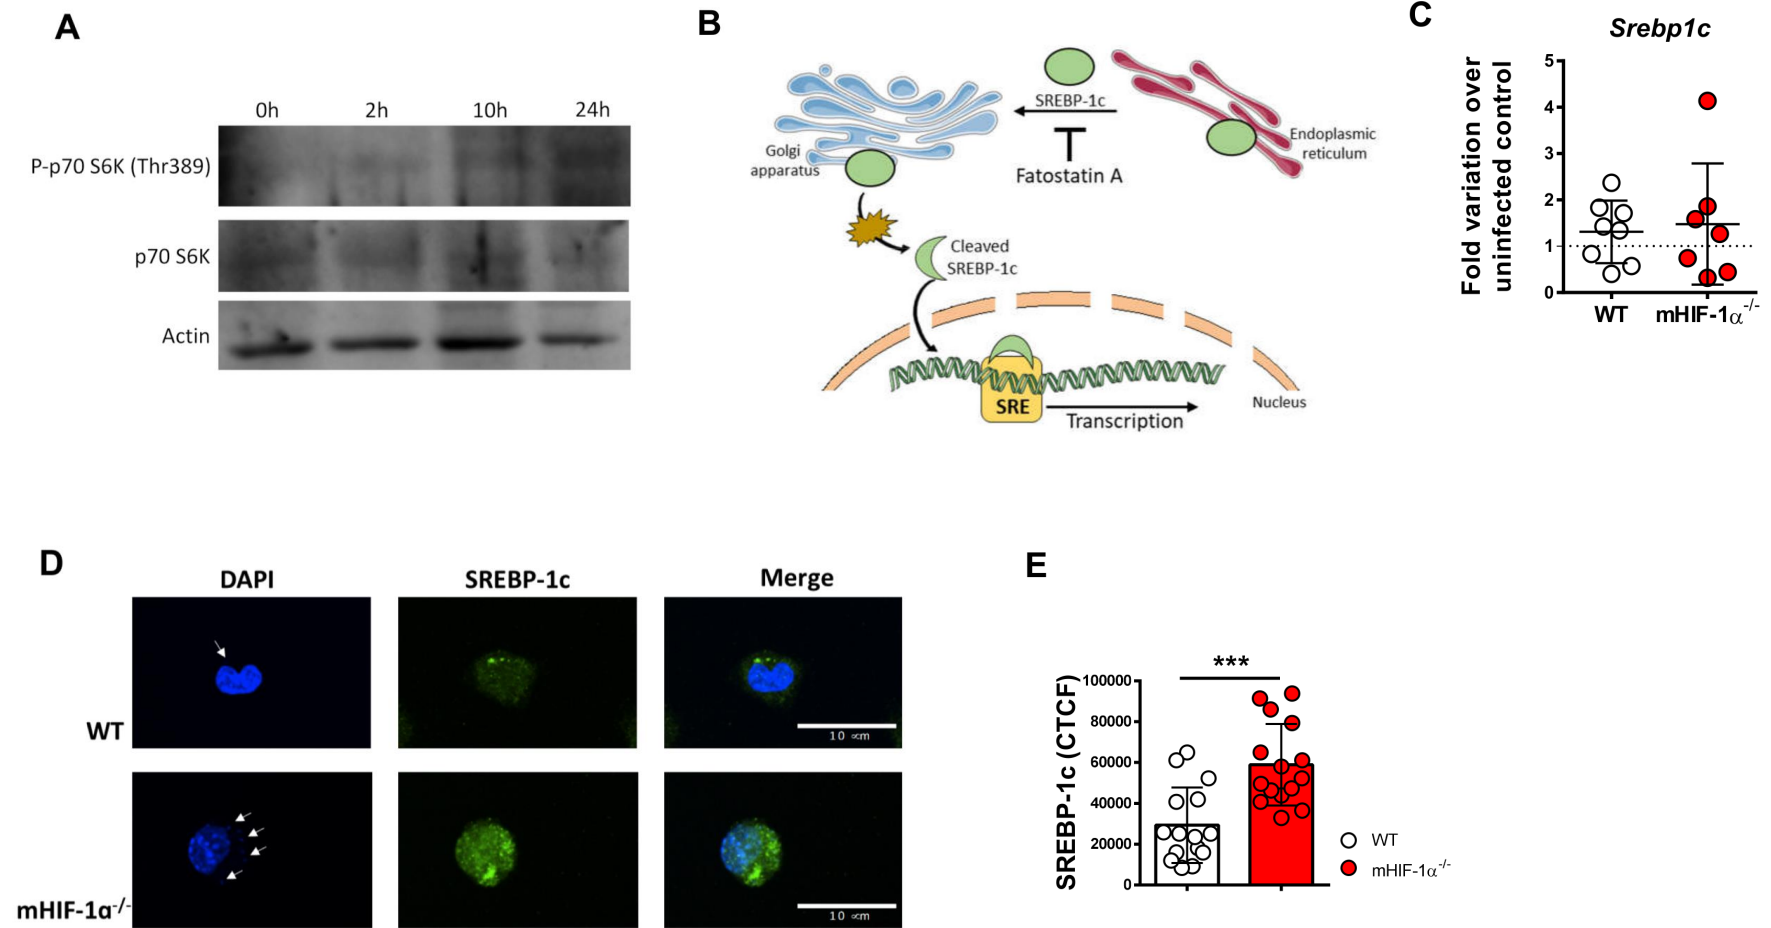 A
0h 2h 10h 24h
P-p70 S6K (Thr389)
p70 S6K
Actin
B
SREBP-1c
Golgi
apparatus
Endoplasmic
reticulum
Fatostatin A
Cleaved
SREBP-1c
SRE
Transcription
Nucleus
C
Srebp1c
Fold variation over
uninfected control
5
4
3
2
1
0
WT mHIF-1α-/-
D
DAPI SREBP-1c Merge
WT
10 ∝m
mHIF-1α-/-
10 ∝m
E
***
SREBP-1c (CTCF)
100000
80000
60000
40000
20000
0
WT
mHIF-1α-/-